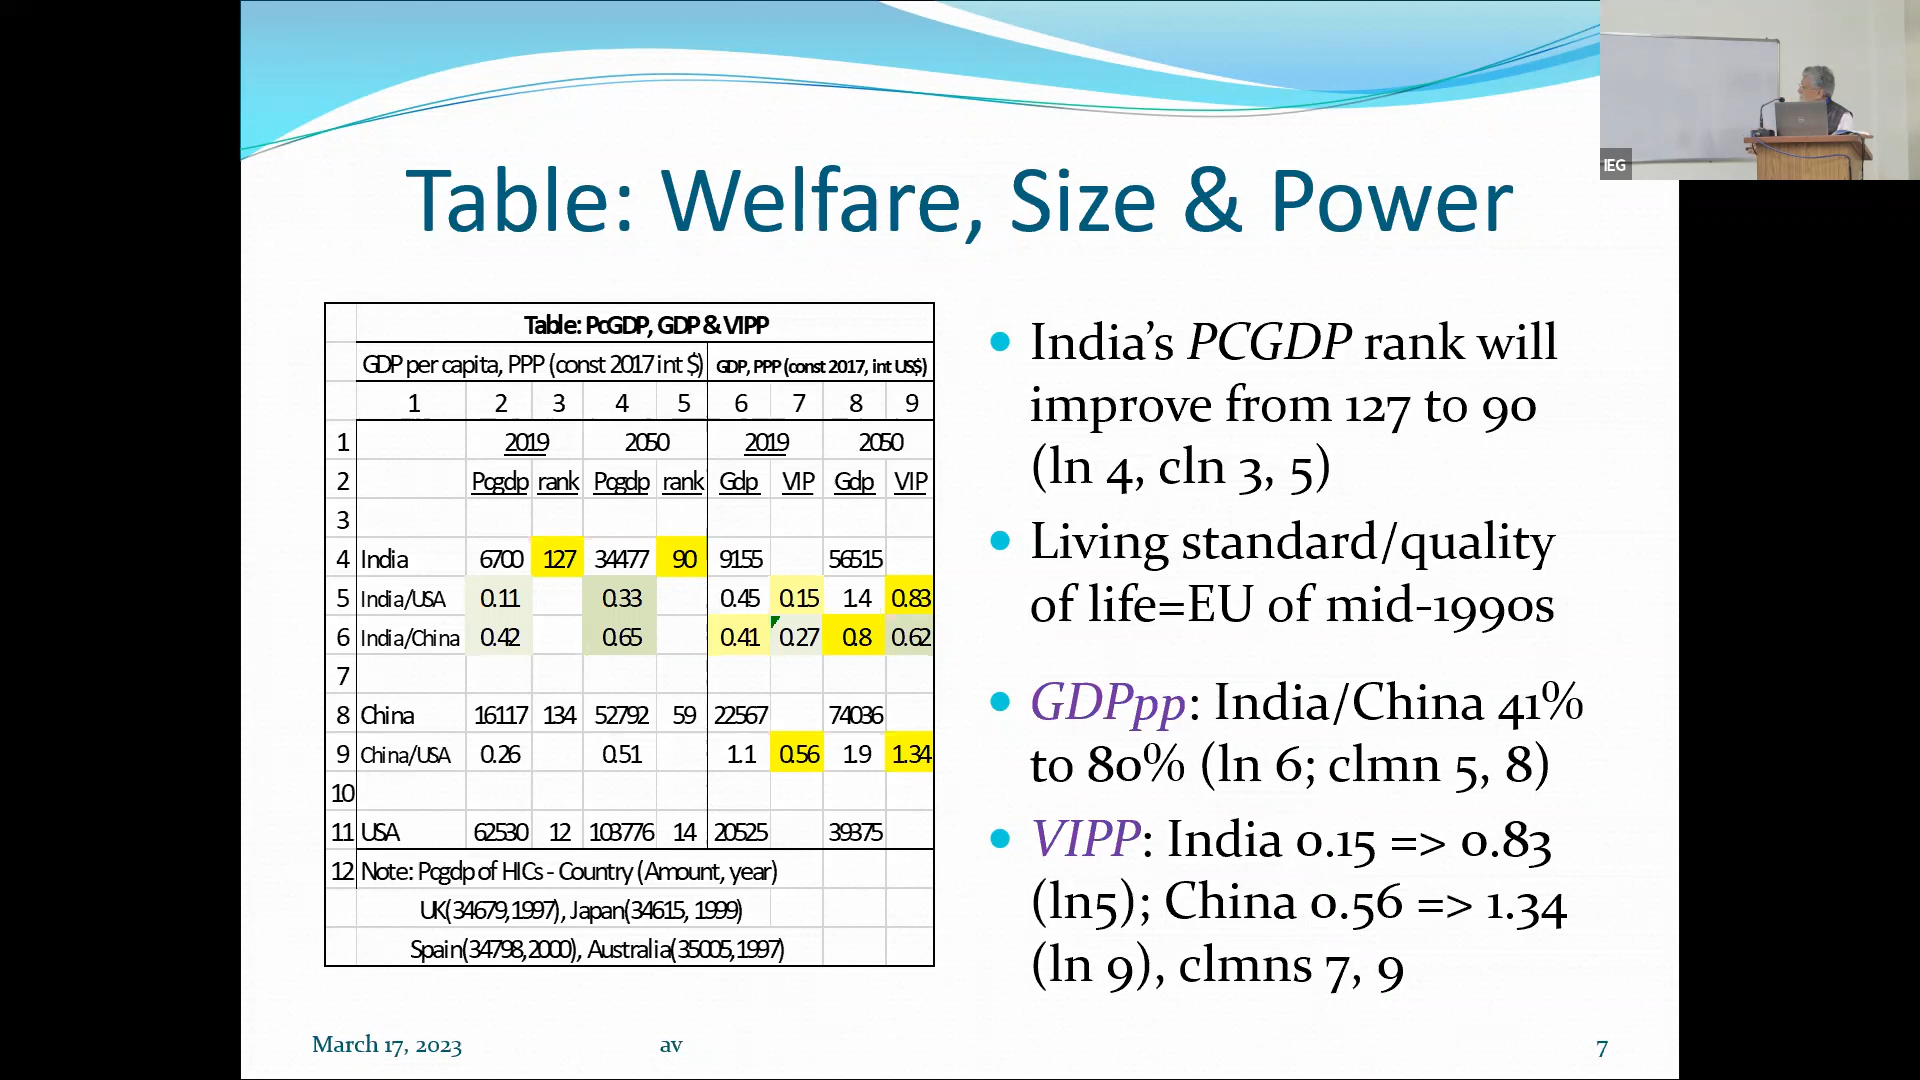 IEG
Table: Welfare, Size & Power
Table: PcGDP, GDP & VIPP
GDP per capita, PPP (const 2017 int $) GDP, PPP (const 2017, int US$)
1 2 3 4 5 6 7 8 9
1 2019 2050 2019 2050
2 Pcgdp rank Pcgdp rank Gdp VIP Gdp VIP
3
4 India 6700 127 34477 90 9155 56515
5 India/USA 0.11 0.33 0.45 0.15 1.4 0.83
6 India/China 0.42 0.65 0.41 0.27 0.8 0.62
7
8 China 16117 134 52792 59 22567 74036
9 China/USA 0.26 0.51 1.1 0.56 1.9 1.34
10
11 USA 62530 12 103776 14 20525 39375
12 Note: Pcgdp of HICs - Country (Amount, year)
UK(34679,1997), Japan(34615, 1999)
Spain(34798,2000), Australia(35005,1997)
• India’s PCGDP rank will
improve from 127 to 90
(ln 4, cln 3, 5)
• Living standard/quality
of life=EU of mid-1990s
• GDPpp: India/China 41%
to 80% (ln 6; clmn 5, 8)
• VIPP: India 0.15 => 0.83
(ln5); China 0.56 => 1.34
(ln 9), clmns 7, 9
March 17, 2023 av 7